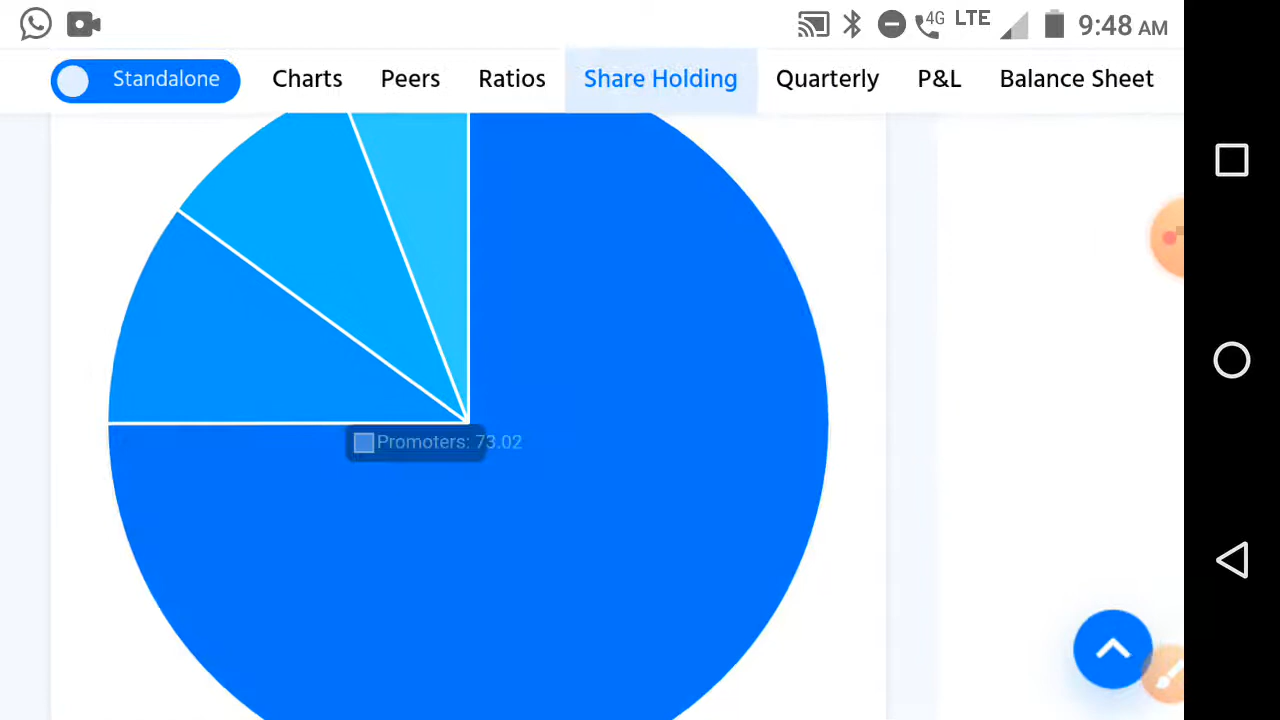 4G LTE 9:48 AM
Standalone Charts Peers Ratios Share Holding Quarterly P&L Balance Sheet
Promoters: 73.02